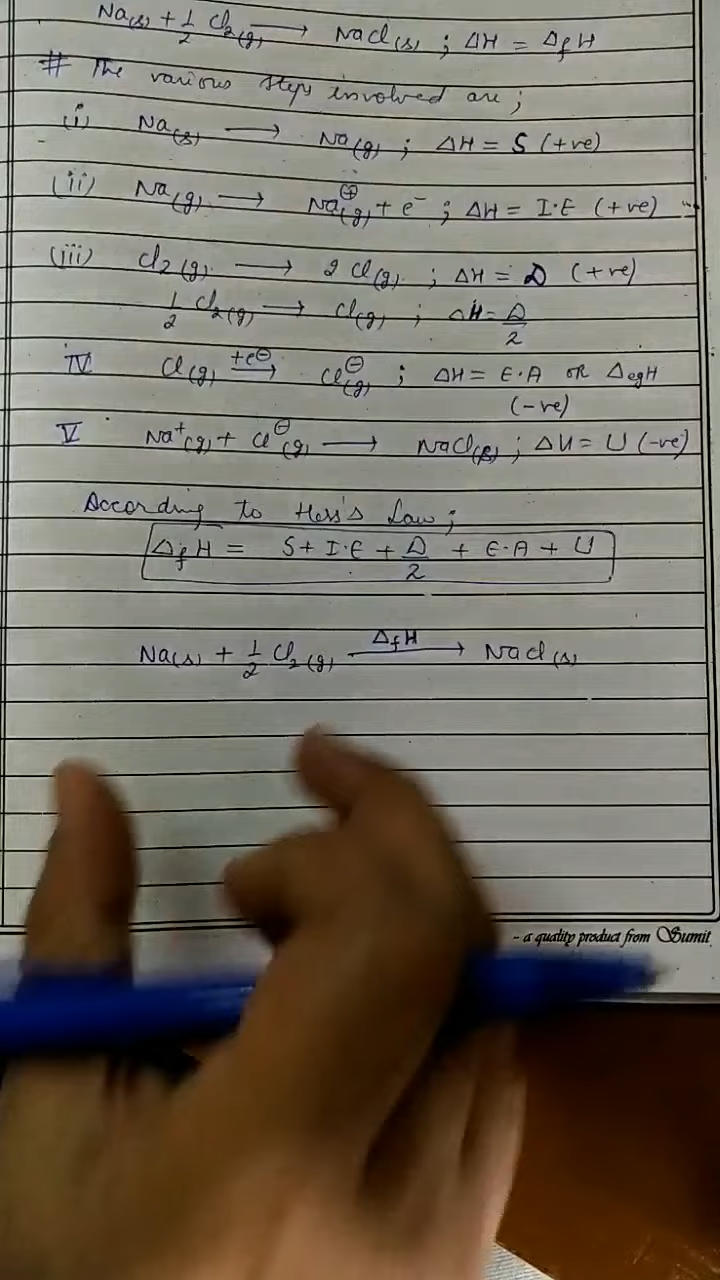 Na(s) + 1/2 Cl2(g) ⟶ NaCl(s) ; ΔH = ΔfH
# The various steps involved are;
(i) Na(s) ⟶ Na(g) ; ΔH = S (+ve)
(ii) Na(g) ⟶ Na⊕(g) + e⁻ ; ΔH = I.E (+ve)
(iii) Cl2(g) ⟶ 2Cl(g) ; ΔH = D (+ve)
1/2 Cl2(g) ⟶ Cl(g) ; ΔH = D/2
IV Cl(g) +e⊖⟶ Cl⊖(g) ; ΔH = E.A OR ΔegH
(-ve)
V Na⁺(g) + Cl⊖(g) ⟶ NaCl(s) ; ΔH = U (-ve)
According to Hess's Law;
ΔfH = S + I.E + D/2 + E.A + U
Na(s) + 1/2 Cl2(g) ΔfH⟶ NaCl(s)
- a quality product from Sumit